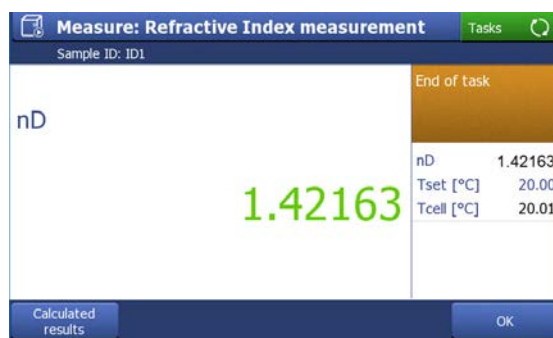 Measure: Refractive Index measurement
Tasks
Sample ID: ID1
End of task
nD
nD 1.42163
Tset [°C] 20.00
Tcell [°C] 20.01
1.42163
Calculated
results
OK